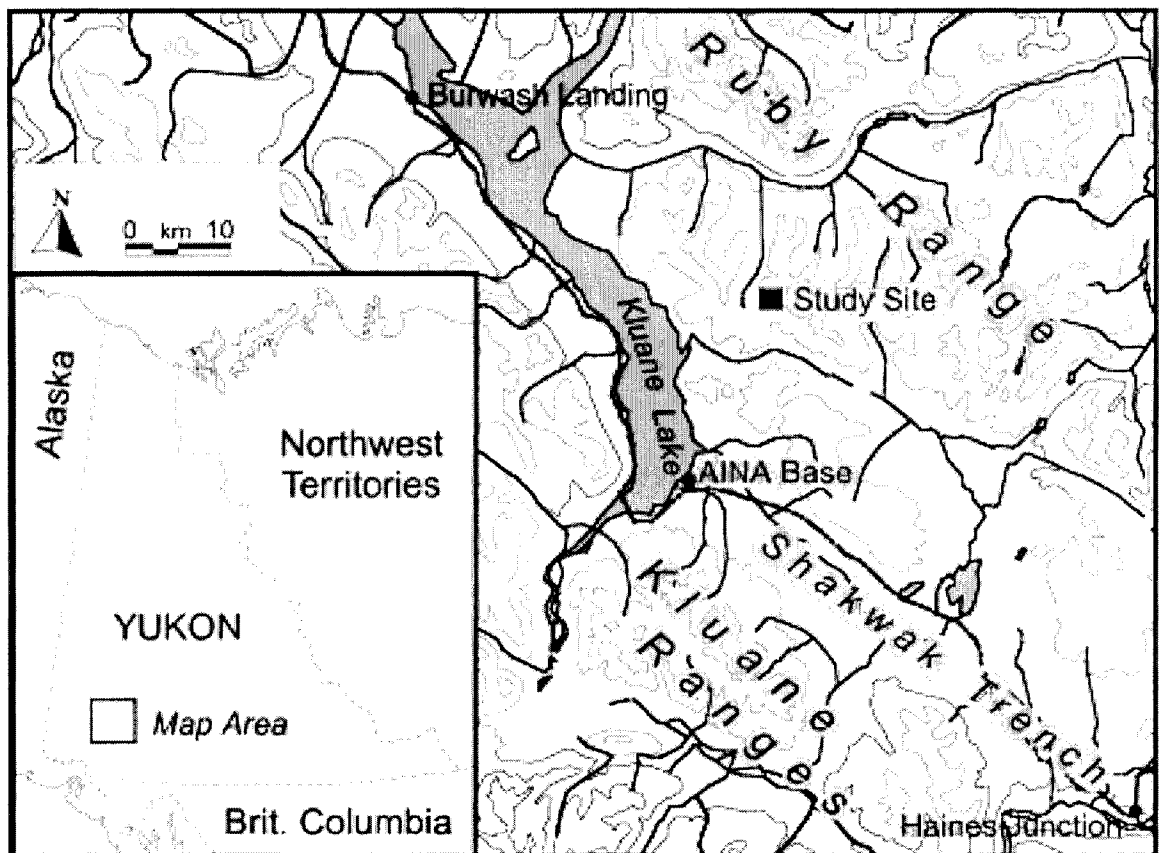 Burwash Landing
Ruby Range
N
0 km 10
Study Site
Kluane Lake
AINA Base
Shakwak Trench
Kluane Ranges
Haines Junction
Alaska
Northwest
Territories
YUKON
Map Area
Brit. Columbia